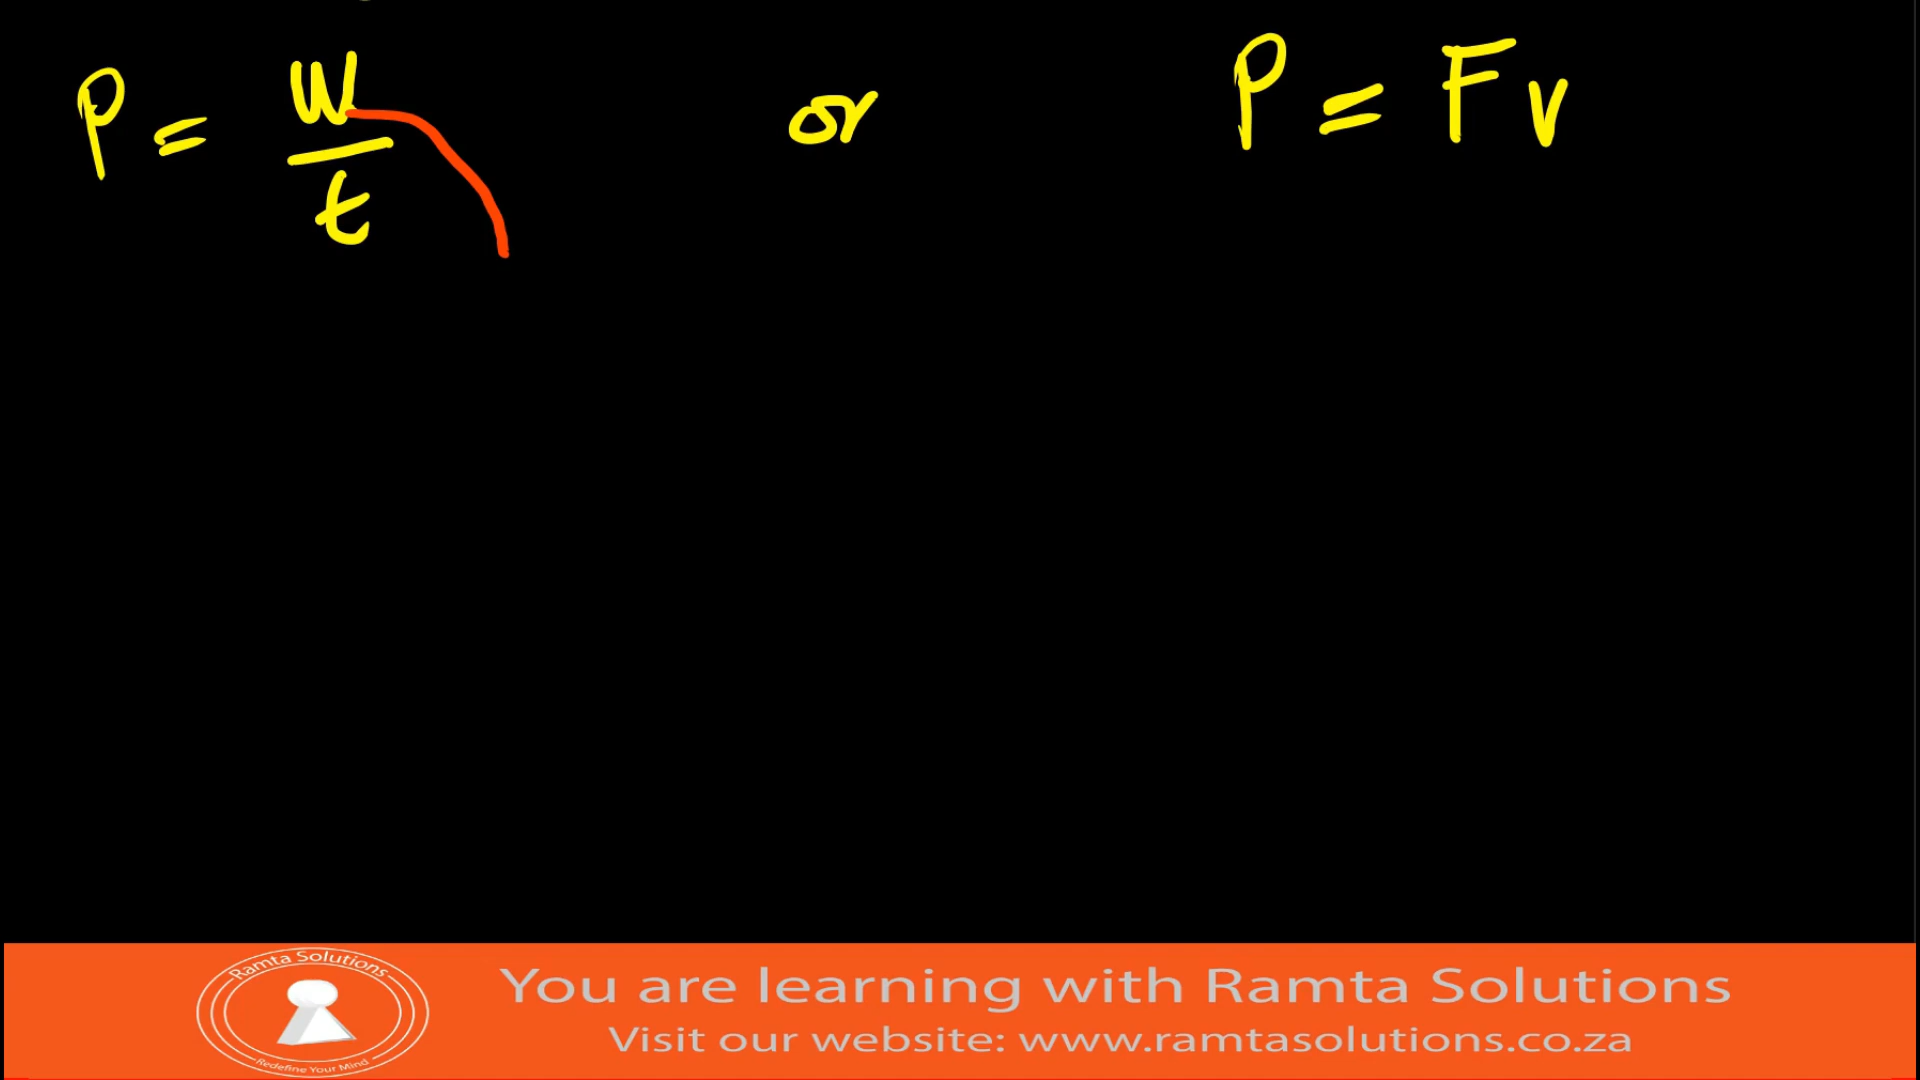 P = W/t or P = Fv
Ramta Solutions
Redefine Your Mind
You are learning with Ramta Solutions
Visit our website: www.ramtasolutions.co.za